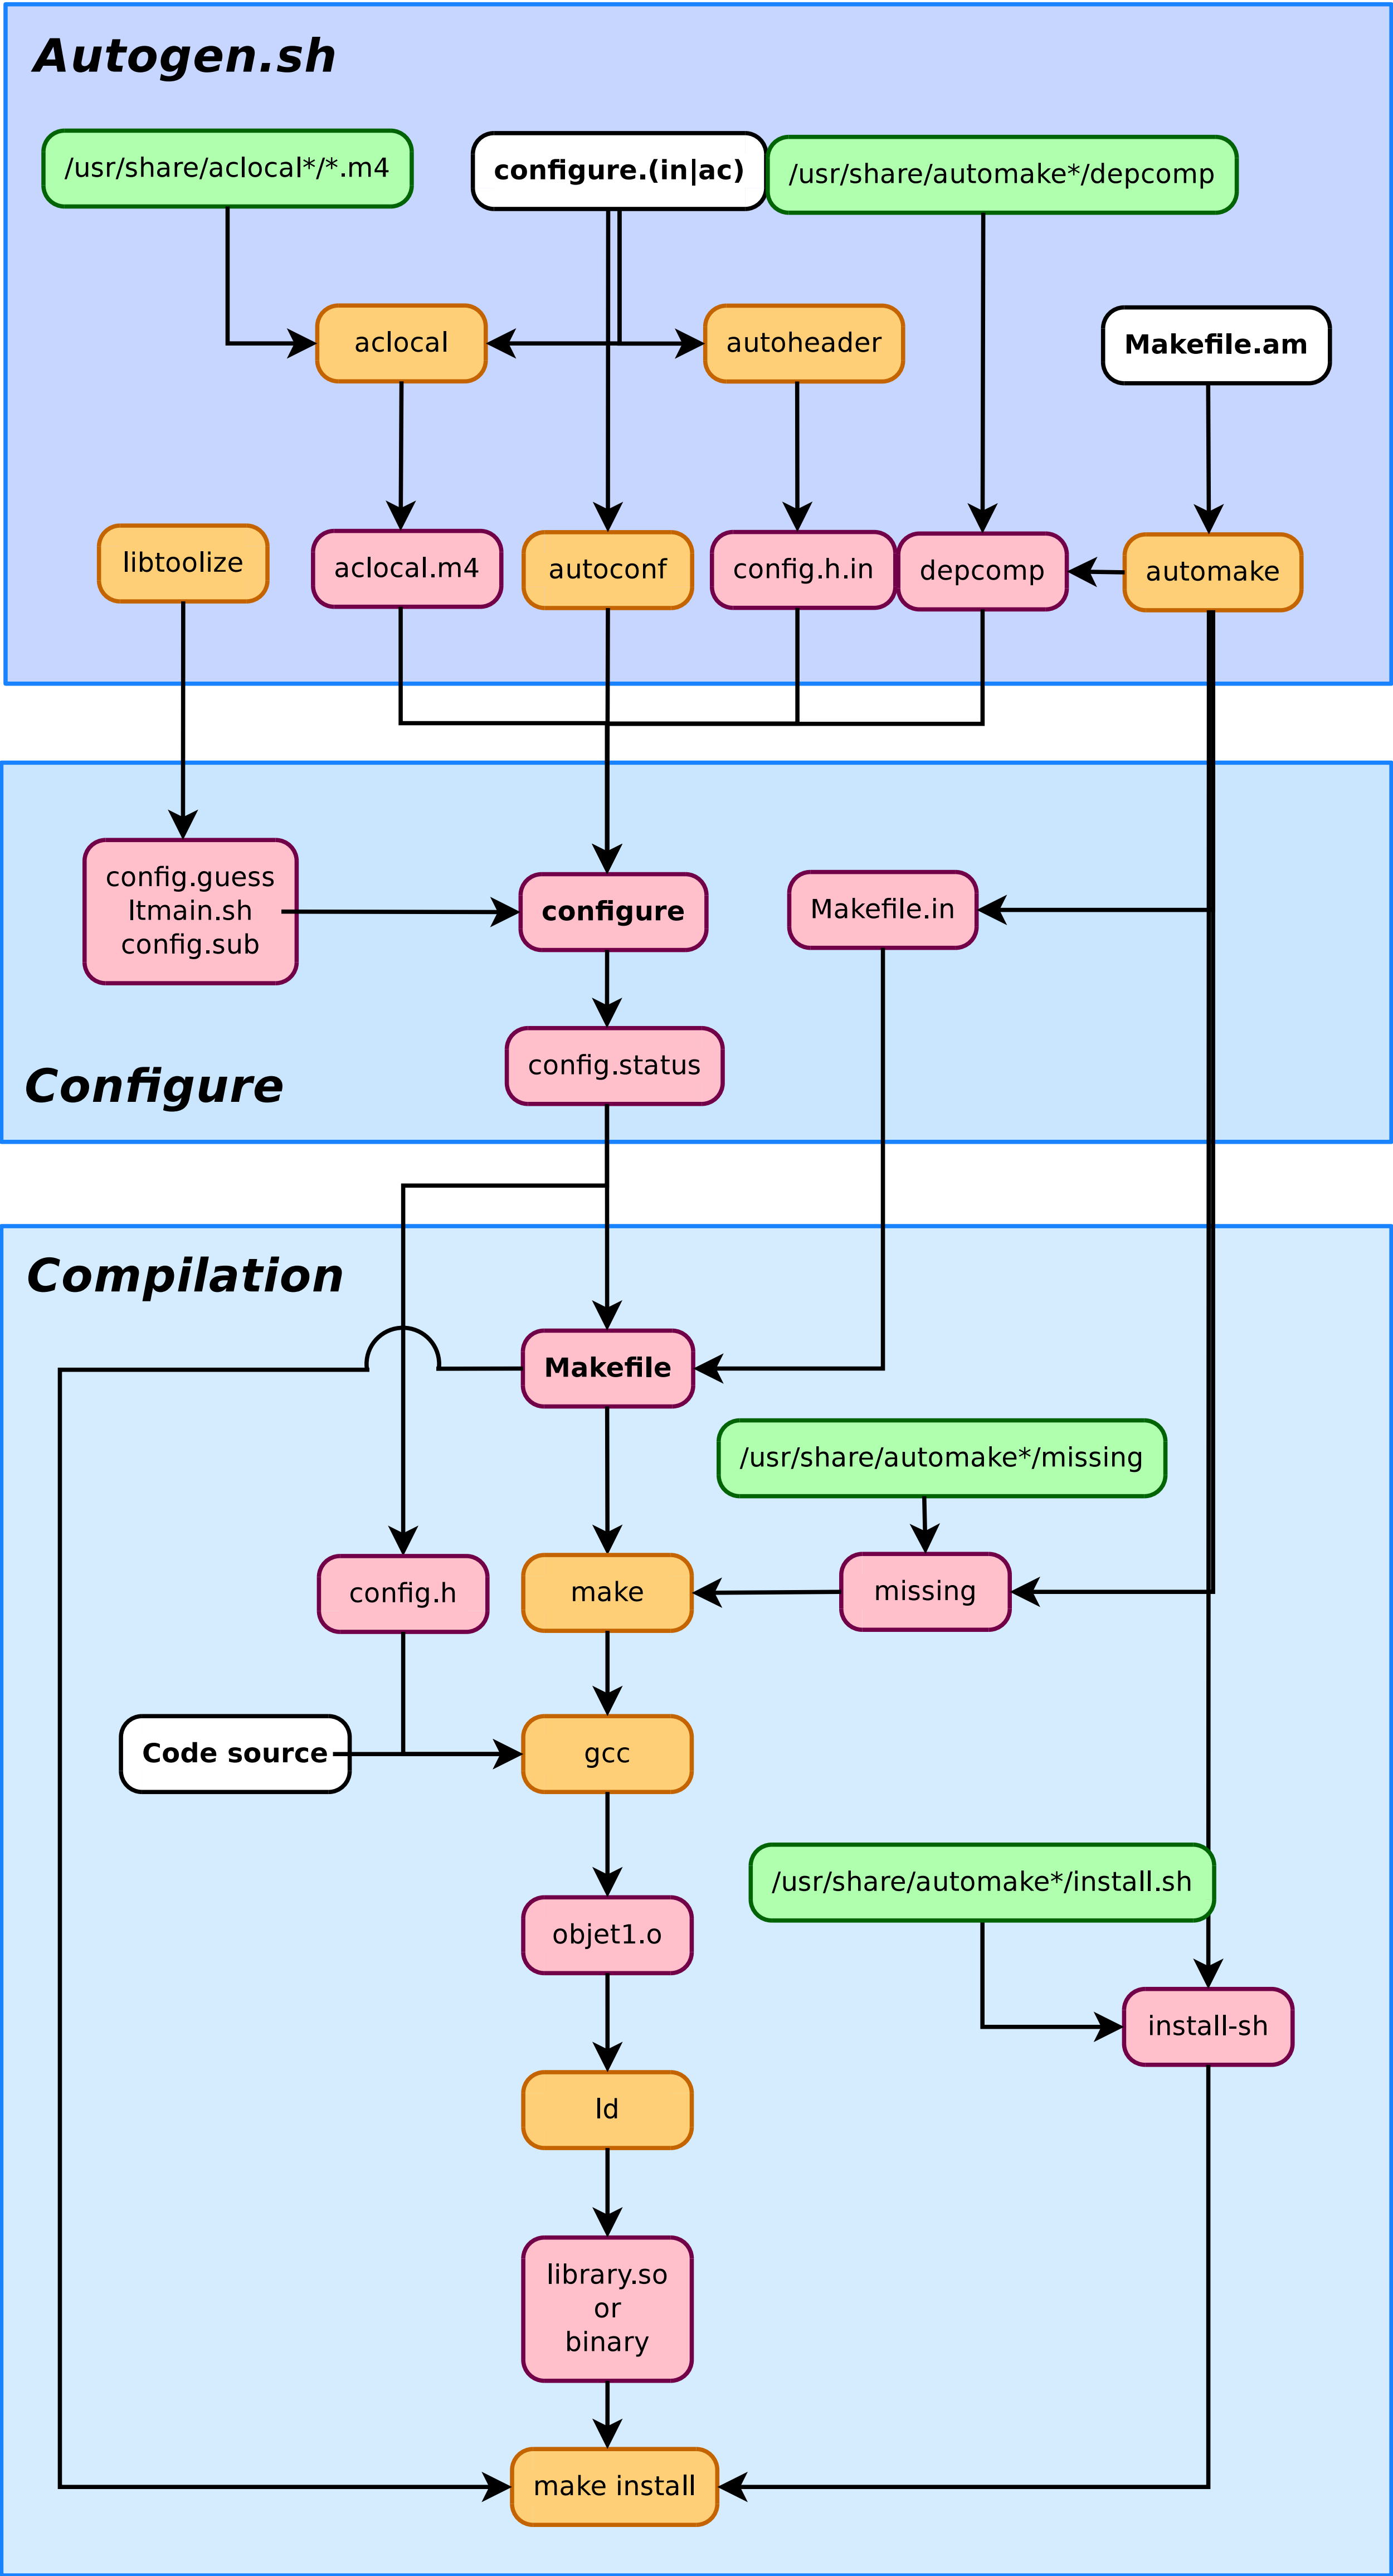 Autogen.sh
/usr/share/aclocal*/*.m4
configure.(in|ac)
/usr/share/automake*/depcomp
aclocal
autoheader
Makefile.am
libtoolize
aclocal.m4
autoconf
config.h.in
depcomp
automake
config.guess
ltmain.sh
config.sub
configure
Makefile.in
config.status
Configure
Compilation
Makefile
/usr/share/automake*/missing
config.h
make
missing
Code source
gcc
/usr/share/automake*/install.sh
objet1.o
install-sh
ld
library.so
or
binary
make install